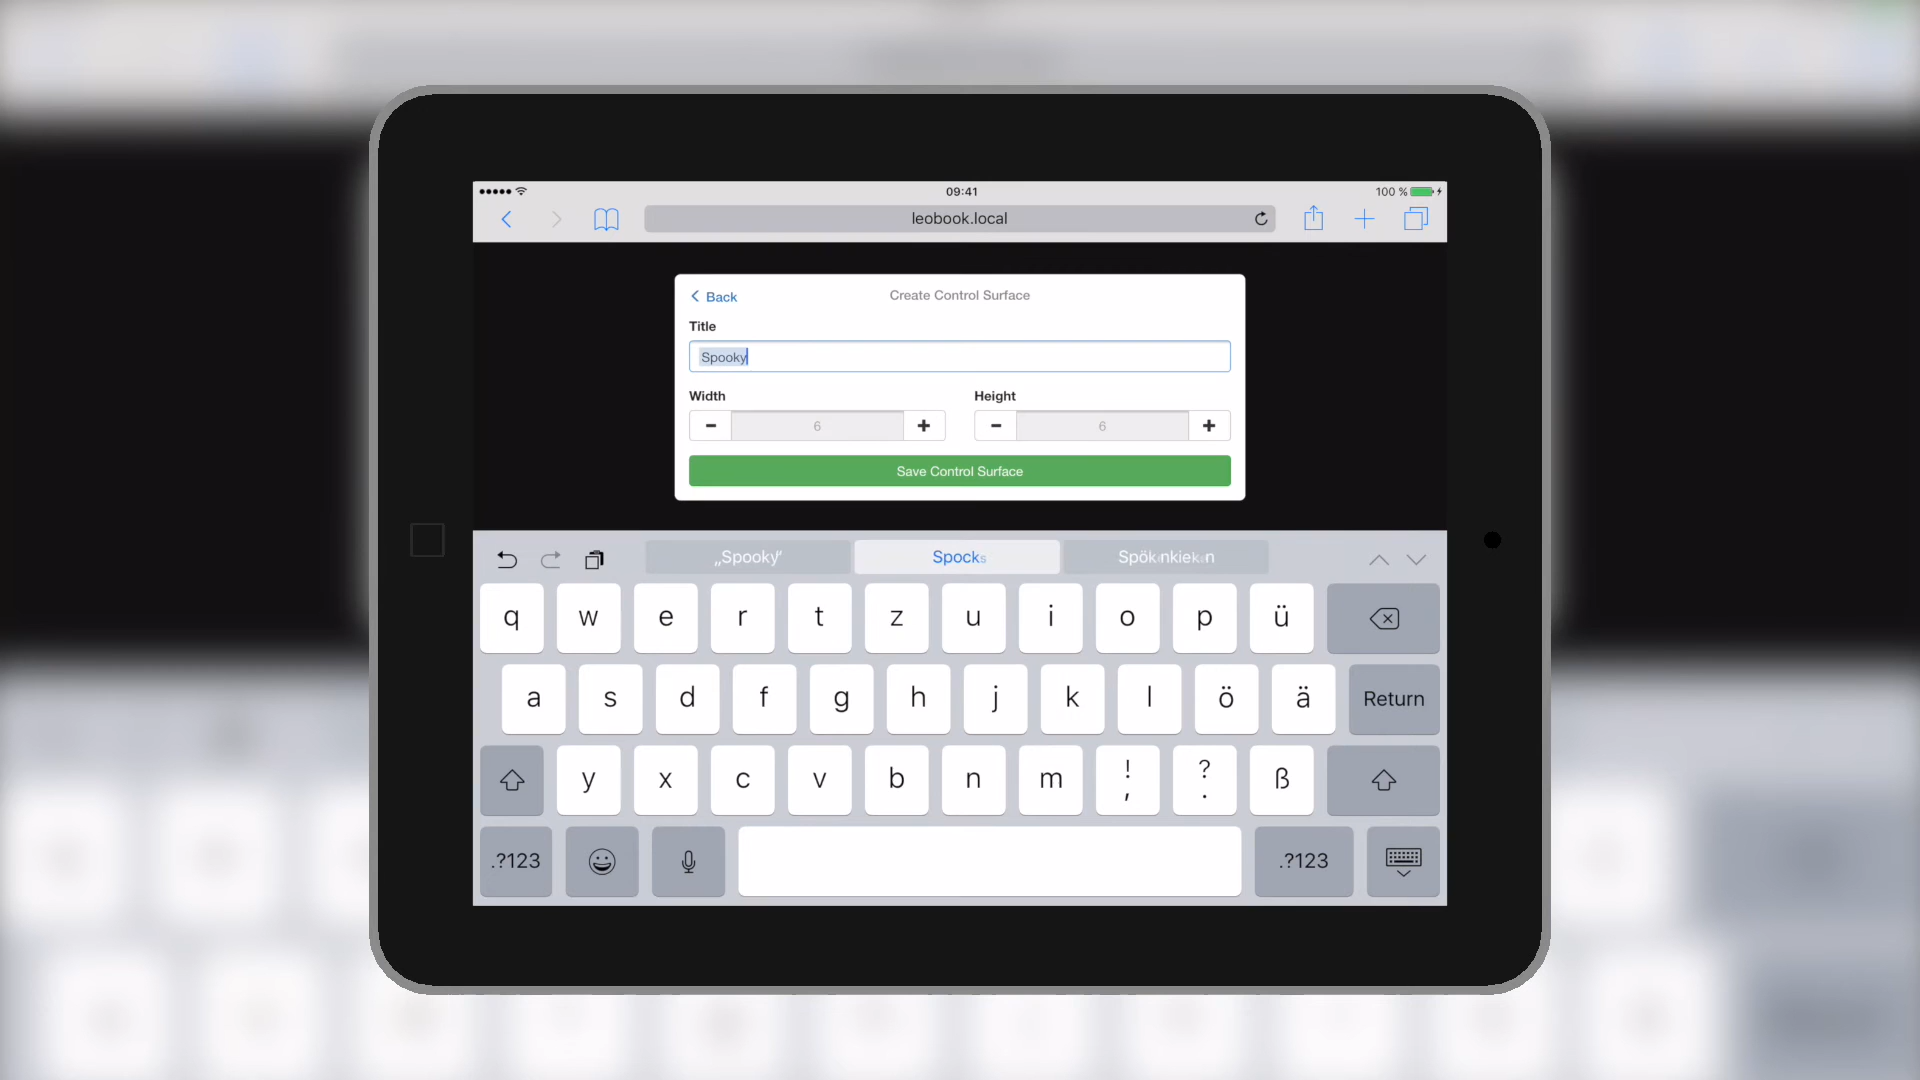 09:41
100 %
leobook.local
Back
Create Control Surface
Title
Spooky
Width
Height
6
6
Save Control Surface
„Spooky“
q w e r t z u i o p ü
a s d f g h j k l ö ä Return
y x c v b n m ! , ? . ß
.?123 .?123